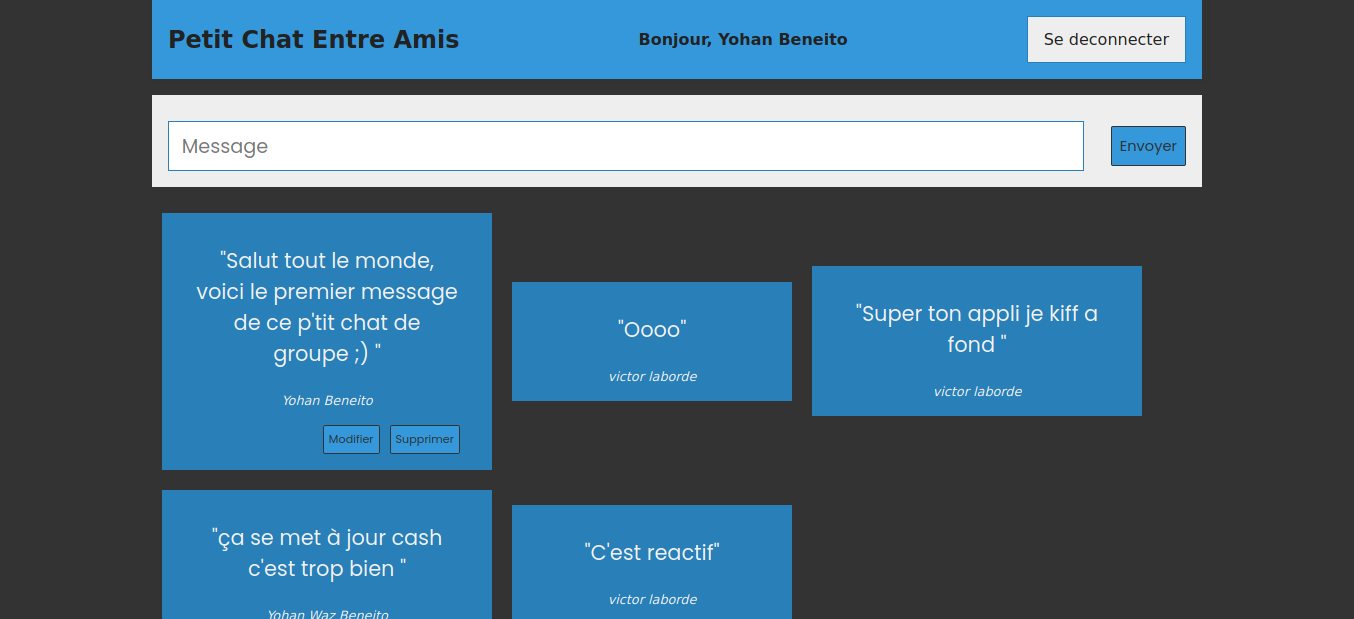 Petit Chat Entre Amis
Bonjour, Yohan Beneito
Se deconnecter
Message
Envoyer
"Salut tout le monde,
voici le premier message
de ce p'tit chat de
groupe ;) "
Yohan Beneito
Modifier
Supprimer
"Oooo"
victor laborde
"Super ton appli je kiff a
fond "
victor laborde
"ça se met à jour cash
c'est trop bien "
Yohan Waz Beneito
"C'est reactif"
victor laborde